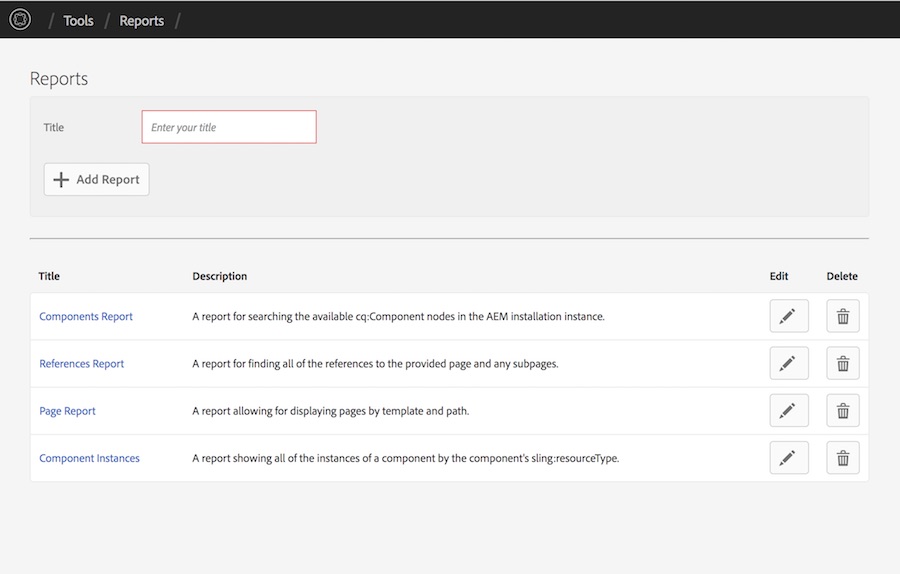 / Tools / Reports /
Reports
Title Enter your title
Add Report
Title Description Edit Delete
Components Report A report for searching the available cq:Component nodes in the AEM installation instance.
References Report A report for finding all of the references to the provided page and any subpages.
Page Report A report allowing for displaying pages by template and path.
Component Instances A report showing all of the instances of a component by the component's sling:resourceType.